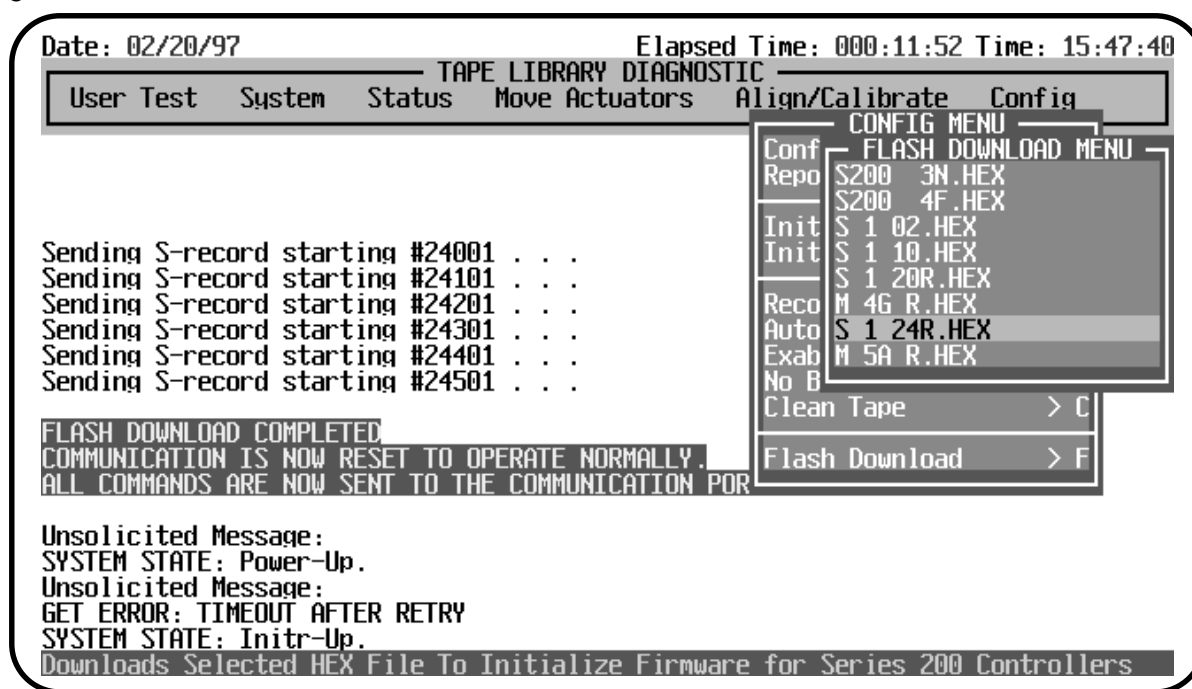 Date: 02/20/97 Elapsed Time: 000:11:52 Time: 15:47:40
TAPE LIBRARY DIAGNOSTIC
User Test System Status Move Actuators Align/Calibrate Config
CONFIG MENU
Conf
Repo
Init
Init
Reco
Auto
Exab
No B
Clean Tape > C
Flash Download > F
FLASH DOWNLOAD MENU
S200 3N.HEX
S200 4F.HEX
S 1 02.HEX
S 1 10.HEX
S 1 20R.HEX
M 4G R.HEX
S 1 24R.HEX
M 5A R.HEX
Sending S-record starting #24001 . . .
Sending S-record starting #24101 . . .
Sending S-record starting #24201 . . .
Sending S-record starting #24301 . . .
Sending S-record starting #24401 . . .
Sending S-record starting #24501 . . .
FLASH DOWNLOAD COMPLETED
COMMUNICATION IS NOW RESET TO OPERATE NORMALLY.
ALL COMMANDS ARE NOW SENT TO THE COMMUNICATION POR
Unsolicited Message:
SYSTEM STATE: Power-Up.
Unsolicited Message:
GET ERROR: TIMEOUT AFTER RETRY
SYSTEM STATE: Initr-Up.
Downloads Selected HEX File To Initialize Firmware for Series 200 Controllers